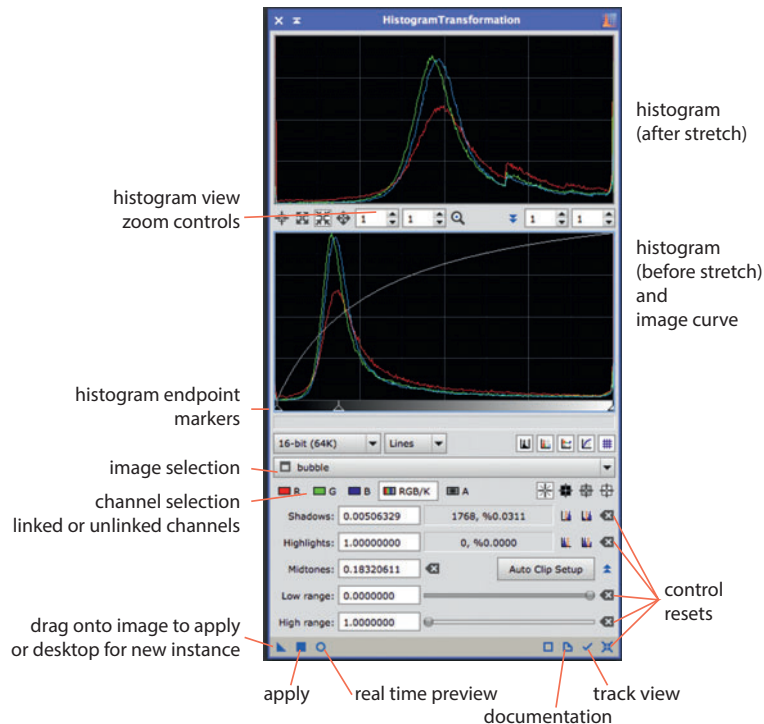 HistogramTransformation
histogram
(after stretch)
histogram view
zoom controls
1
1
1
1
histogram
(before stretch)
and
image curve
histogram endpoint
markers
16-bit (64K)
Lines
image selection
bubble
channel selection
linked or unlinked channels
R
G
B
RGB/K
A
Shadows:
0.00506329
1768, %0.0311
Highlights:
1.00000000
0, %0.0000
Midtones:
0.18320611
Auto Clip Setup
Low range:
0.0000000
High range:
1.0000000
control
resets
drag onto image to apply
or desktop for new instance
apply
real time preview
track view
documentation